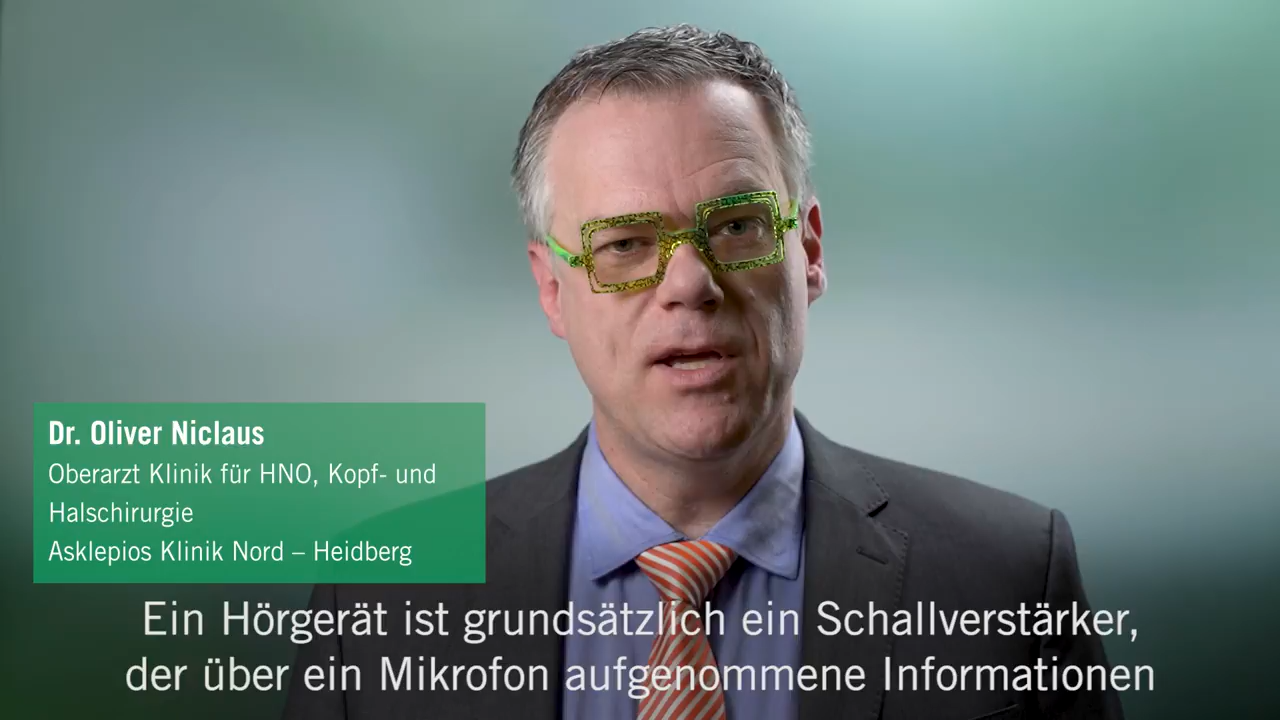 Dr. Oliver Niclaus
Oberarzt Klinik für HNO, Kopf- und
Halschirurgie
Asklepios Klinik Nord – Heidberg
Ein Hörgerät ist grundsätzlich ein Schallverstärker,
der über ein Mikrofon aufgenommene Informationen